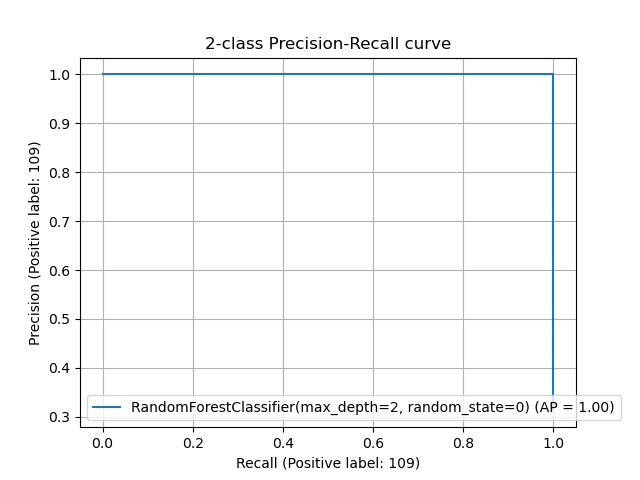 2-class Precision-Recall curve
1.0
0.9
0.8
0.7
0.6
0.5
0.4
0.3
Precision (Positive label: 109)
RandomForestClassifier(max_depth=2, random_state=0) (AP = 1.00)
0.0 0.2 0.4 0.6 0.8 1.0
Recall (Positive label: 109)